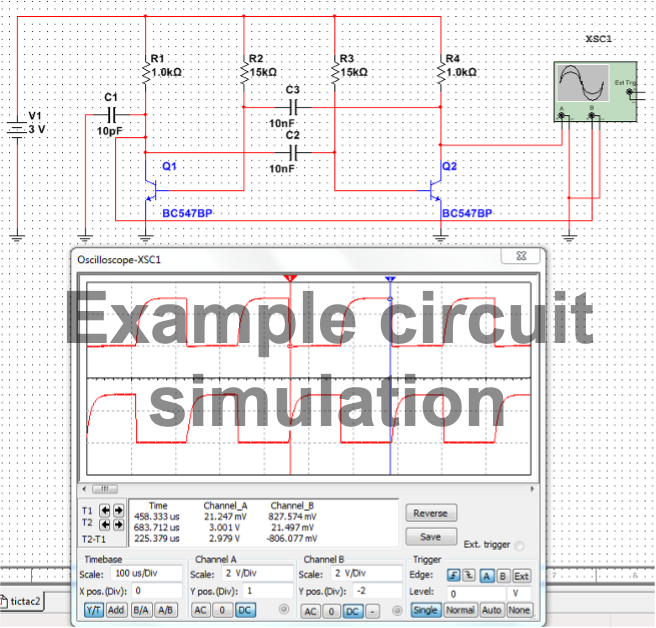 XSC1
R1
1.0kΩ
R2
15kΩ
R3
15kΩ
R4
1.0kΩ
Ext Trig
A
B
C1
10pF
C3
10nF
C2
10nF
V1
3 V
Q1
BC547BP
Q2
BC547BP
Oscilloscope-XSC1
1
2
Example circuit
simulation
Time Channel_A Channel_B
T1 458.333 us 21.247 mV 827.574 mV
T2 683.712 us 3.001 V 21.497 mV
T2-T1 225.379 us 2.979 V -806.077 mV
Reverse
Save
Ext. trigger
Timebase
Scale: 100 us/Div
X pos.(Div): 0
Y/T Add B/A A/B
Channel A
Scale: 2 V/Div
Y pos.(Div): 1
AC 0 DC
Channel B
Scale: 2 V/Div
Y pos.(Div): -2
AC 0 DC -
Trigger
Edge: A B Ext
Level: 0 V
Single Normal Auto None
tictac2
7
8